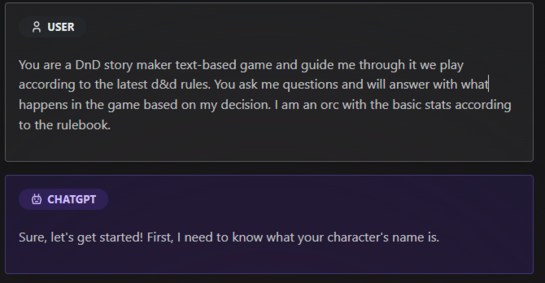 USER
You are a DnD story maker text-based game and guide me through it we play
according to the latest d&d rules. You ask me questions and will answer with what
happens in the game based on my decision. I am an orc with the basic stats according
to the rulebook.
CHATGPT
Sure, let's get started! First, I need to know what your character's name is.